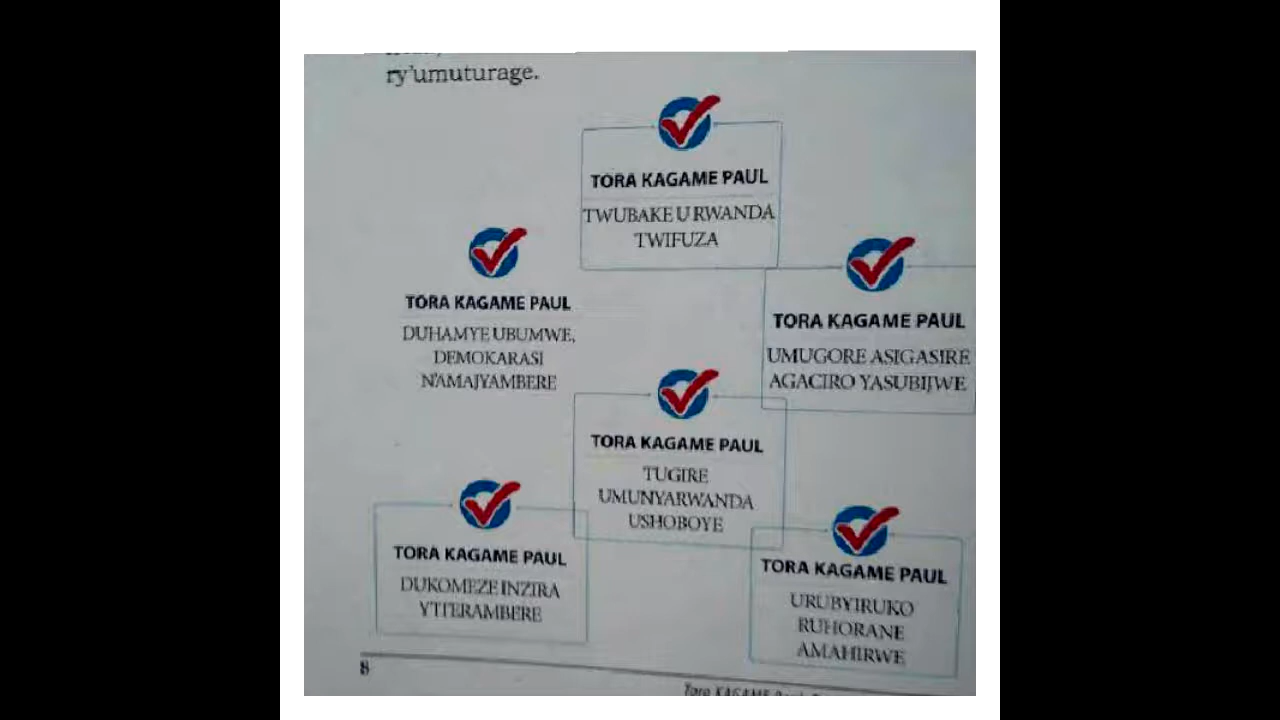 ry'umuturage.
TORA KAGAME PAUL
TWUBAKE U RWANDA
TWIFUZA
TORA KAGAME PAUL
DUHAMYE UBUMWE,
DEMOKARASI
N'AMAJYAMBERE
TORA KAGAME PAUL
UMUGORE ASIGASIRE
AGACIRO YASUBIJWE
TORA KAGAME PAUL
TUGIRE
UMUNYARWANDA
USHOBOYE
TORA KAGAME PAUL
DUKOMEZE INZIRA
Y'ITERAMBERE
TORA KAGAME PAUL
URUBYIRUKO
RUHORANE
AMAHIRWE
8
Tora KAGAME